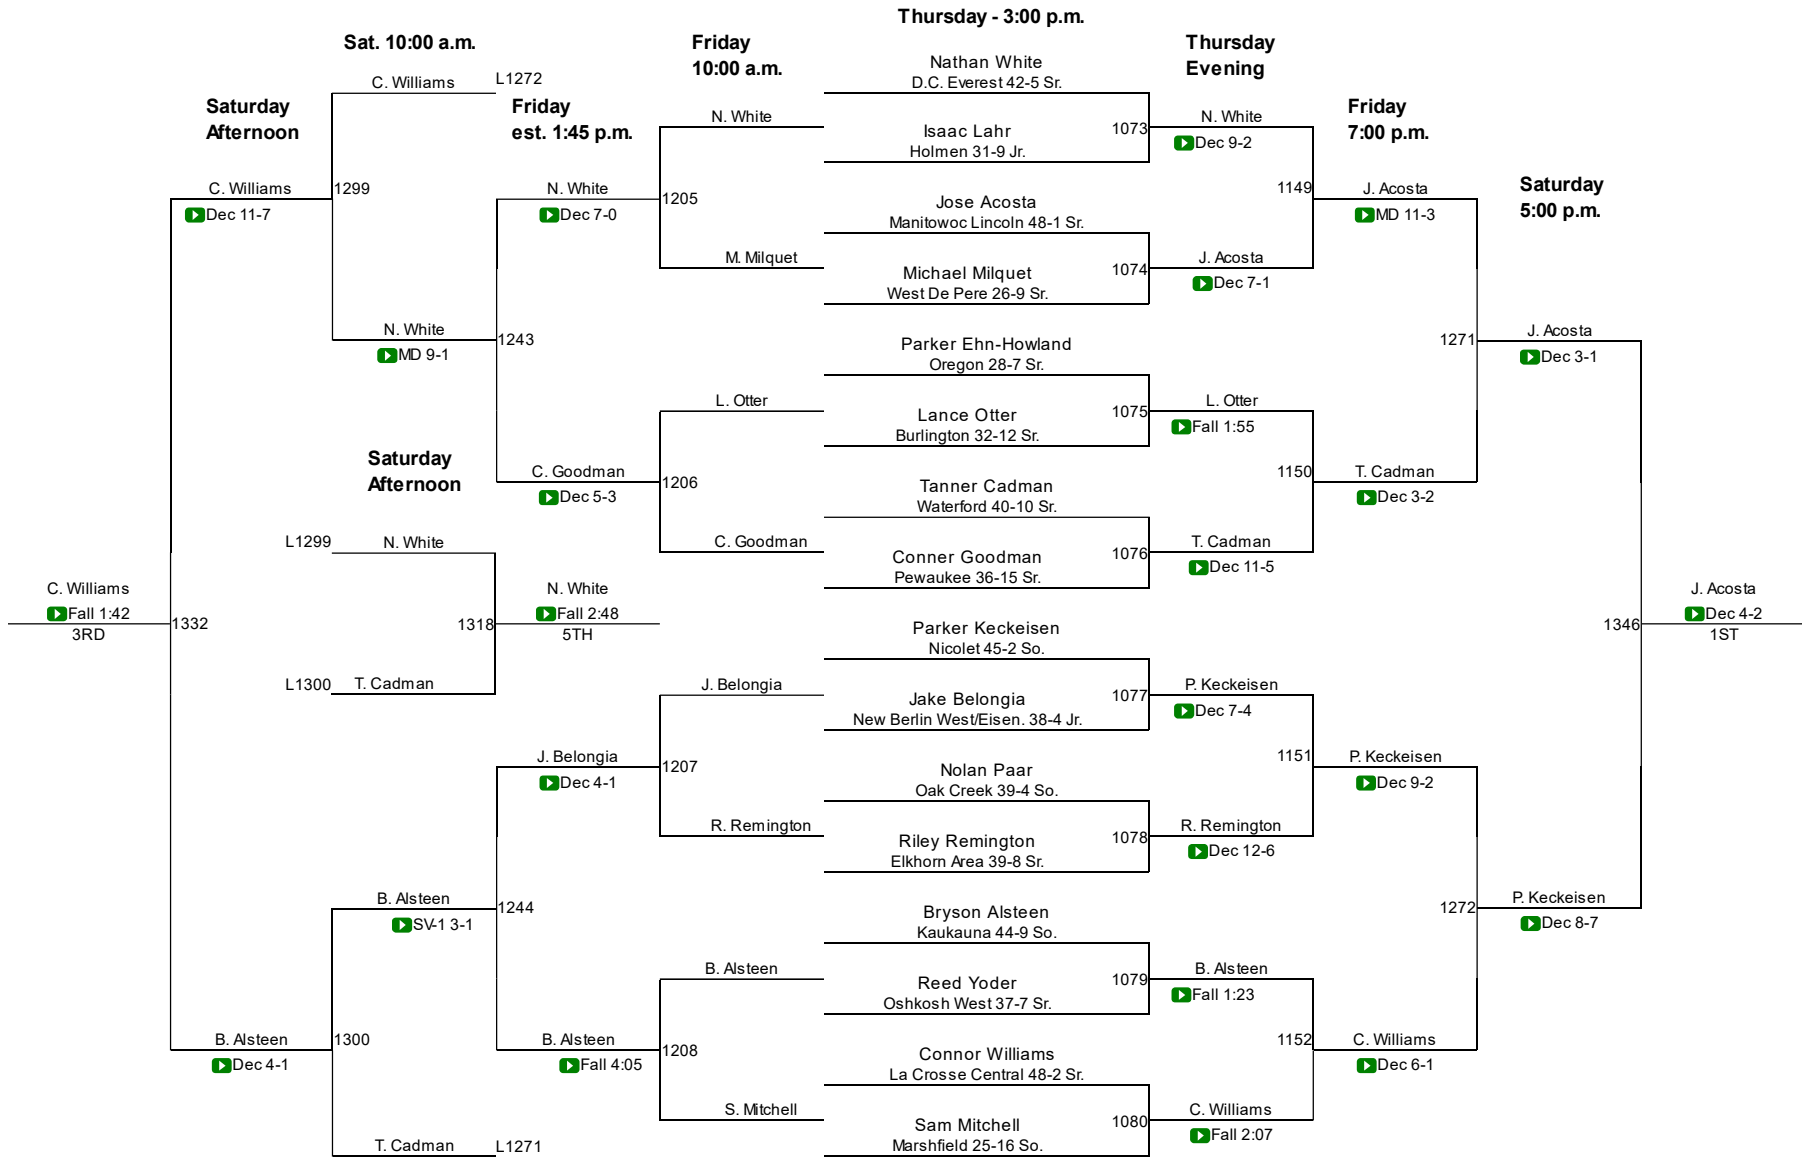 Thursday - 3:00 p.m.
Sat. 10:00 a.m.
Friday
10:00 a.m.
Thursday
Evening
Saturday
Afternoon
Friday
est. 1:45 p.m.
Friday
7:00 p.m.
Saturday
5:00 p.m.
Saturday
Afternoon
C. Williams
L1272
C. Williams
Dec 11-7
1299
N. White
MD 9-1
N. White
Dec 7-0
1243
C. Goodman
Dec 5-3
N. White
1205
M. Milquet
L. Otter
1206
C. Goodman
L1299
N. White
L1300
T. Cadman
1318
N. White
Fall 2:48
5TH
C. Williams
Fall 1:42
3RD
1332
J. Belongia
1207
R. Remington
J. Belongia
Dec 4-1
B. Alsteen
SV-1 3-1
1244
B. Alsteen
Fall 4:05
B. Alsteen
1208
S. Mitchell
B. Alsteen
Dec 4-1
1300
T. Cadman
L1271
Nathan White
D.C. Everest 42-5 Sr.
Isaac Lahr
Holmen 31-9 Jr.
1073
Jose Acosta
Manitowoc Lincoln 48-1 Sr.
Michael Milquet
West De Pere 26-9 Sr.
1074
Parker Ehn-Howland
Oregon 28-7 Sr.
Lance Otter
Burlington 32-12 Sr.
1075
Tanner Cadman
Waterford 40-10 Sr.
Conner Goodman
Pewaukee 36-15 Sr.
1076
Parker Keckeisen
Nicolet 45-2 So.
Jake Belongia
New Berlin West/Eisen. 38-4 Jr.
1077
Nolan Paar
Oak Creek 39-4 So.
Riley Remington
Elkhorn Area 39-8 Sr.
1078
Bryson Alsteen
Kaukauna 44-9 So.
Reed Yoder
Oshkosh West 37-7 Sr.
1079
Connor Williams
La Crosse Central 48-2 Sr.
Sam Mitchell
Marshfield 25-16 So.
1080
N. White
Dec 9-2
1149
J. Acosta
Dec 7-1
L. Otter
Fall 1:55
1150
T. Cadman
Dec 11-5
P. Keckeisen
Dec 7-4
1151
R. Remington
Dec 12-6
B. Alsteen
Fall 1:23
1152
C. Williams
Fall 2:07
J. Acosta
MD 11-3
1271
T. Cadman
Dec 3-2
P. Keckeisen
Dec 9-2
1272
C. Williams
Dec 6-1
J. Acosta
Dec 3-1
1346
P. Keckeisen
Dec 8-7
J. Acosta
Dec 4-2
1ST